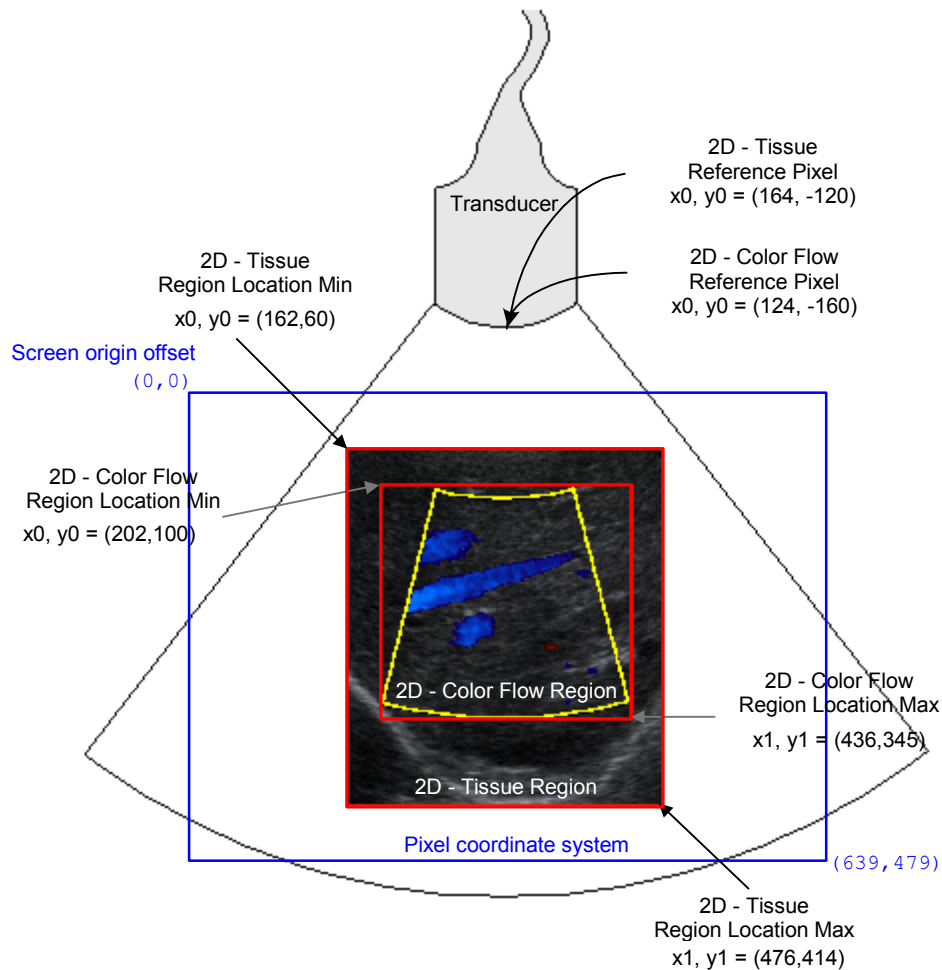 2D - Tissue
Reference Pixel
x0, y0 = (164, -120)
Transducer
2D - Color Flow
Reference Pixel
x0, y0 = (124, -160)
2D - Tissue
Region Location Min
x0, y0 = (162,60)
Screen origin offset
(0,0)
2D - Color Flow
Region Location Min
x0, y0 = (202,100)
2D - Color Flow Region
2D - Color Flow
Region Location Max
x1, y1 = (436,345)
2D - Tissue Region
Pixel coordinate system
(639,479)
2D - Tissue
Region Location Max
x1, y1 = (476,414)